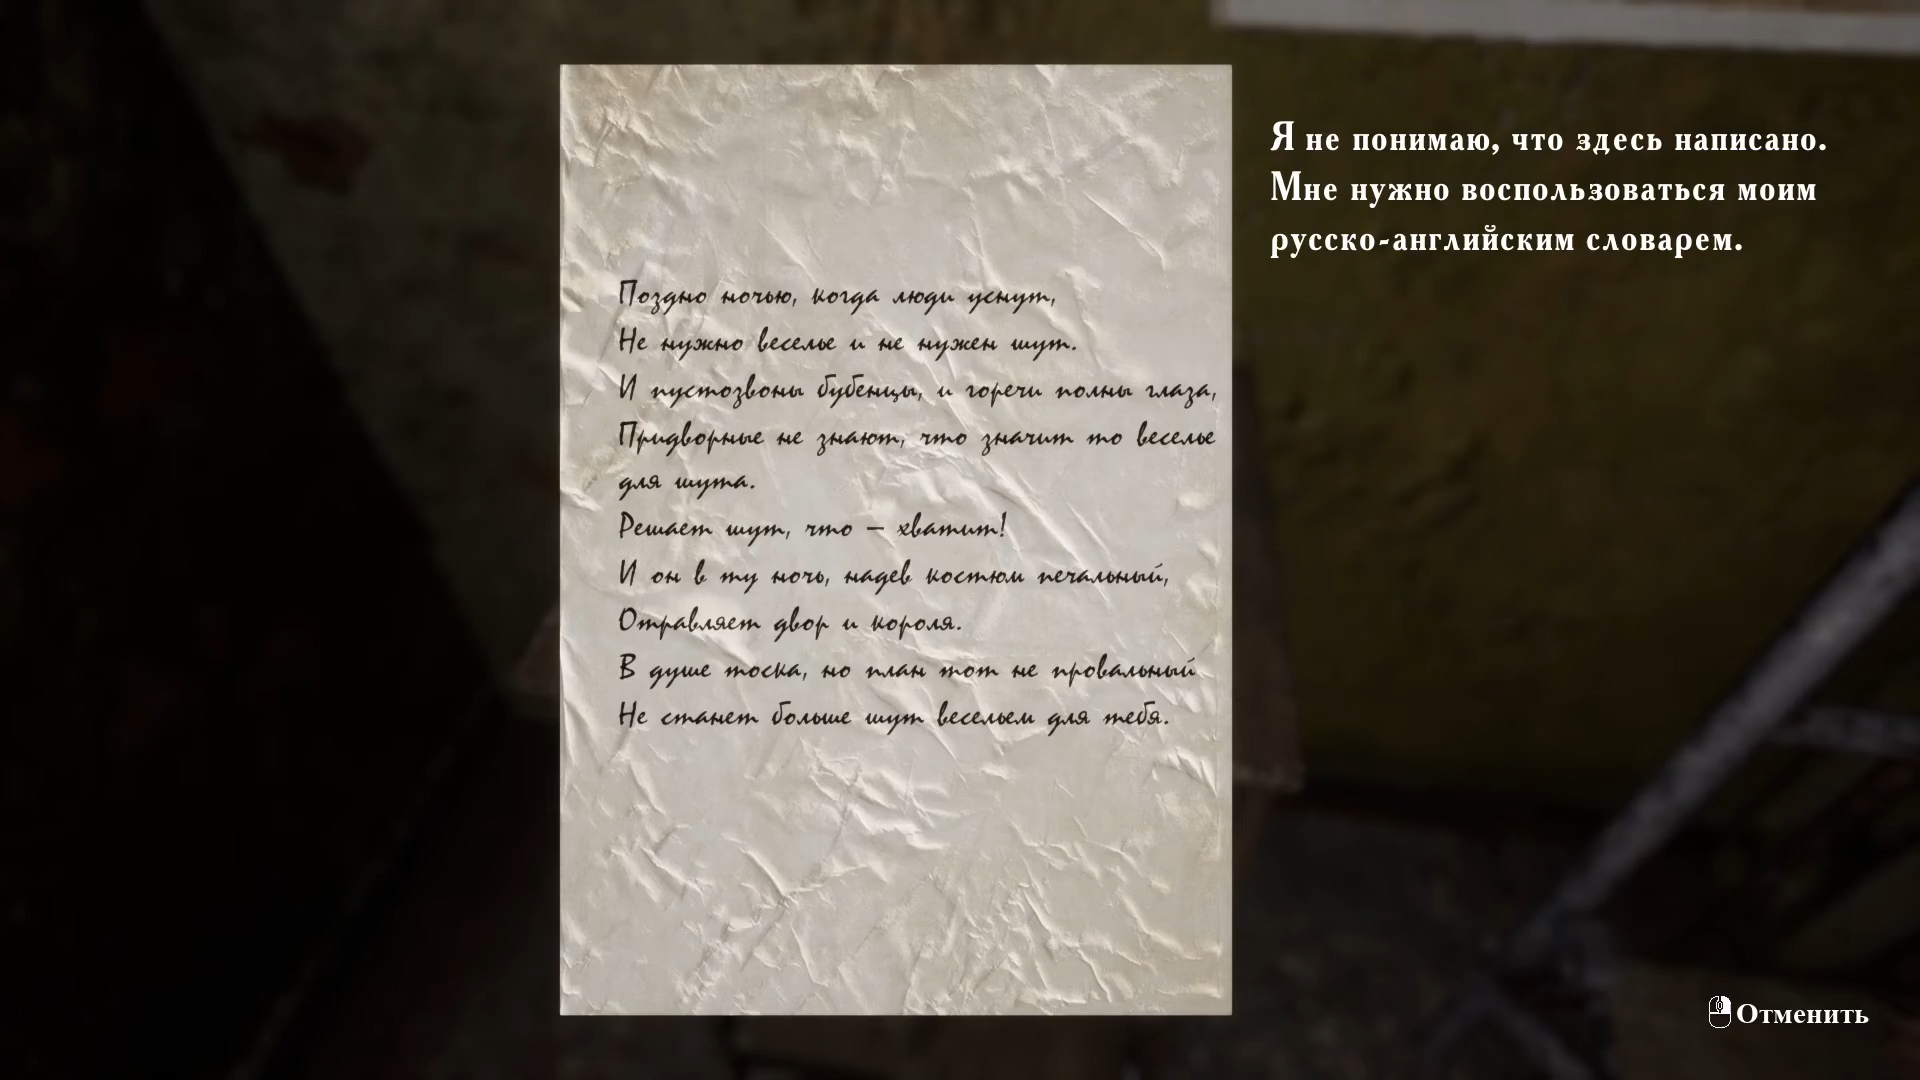 Поздно ночью, когда люди уснут,
Не нужно веселье и не нужен шут.
И пустозвоны бубенцы, и горечи полны глаза,
Придворные не знают, что значит то веселье
для шута.
Решает шут, что – хватит!
И он в ту ночь, надев костюм печальный,
Отравляет двор и короля.
В душе тоска, но план тот не провальный
Не станет больше шут весельем для тебя.
Я не понимаю, что здесь написано.
Мне нужно воспользоваться моим
русско-английским словарем.
Отменить